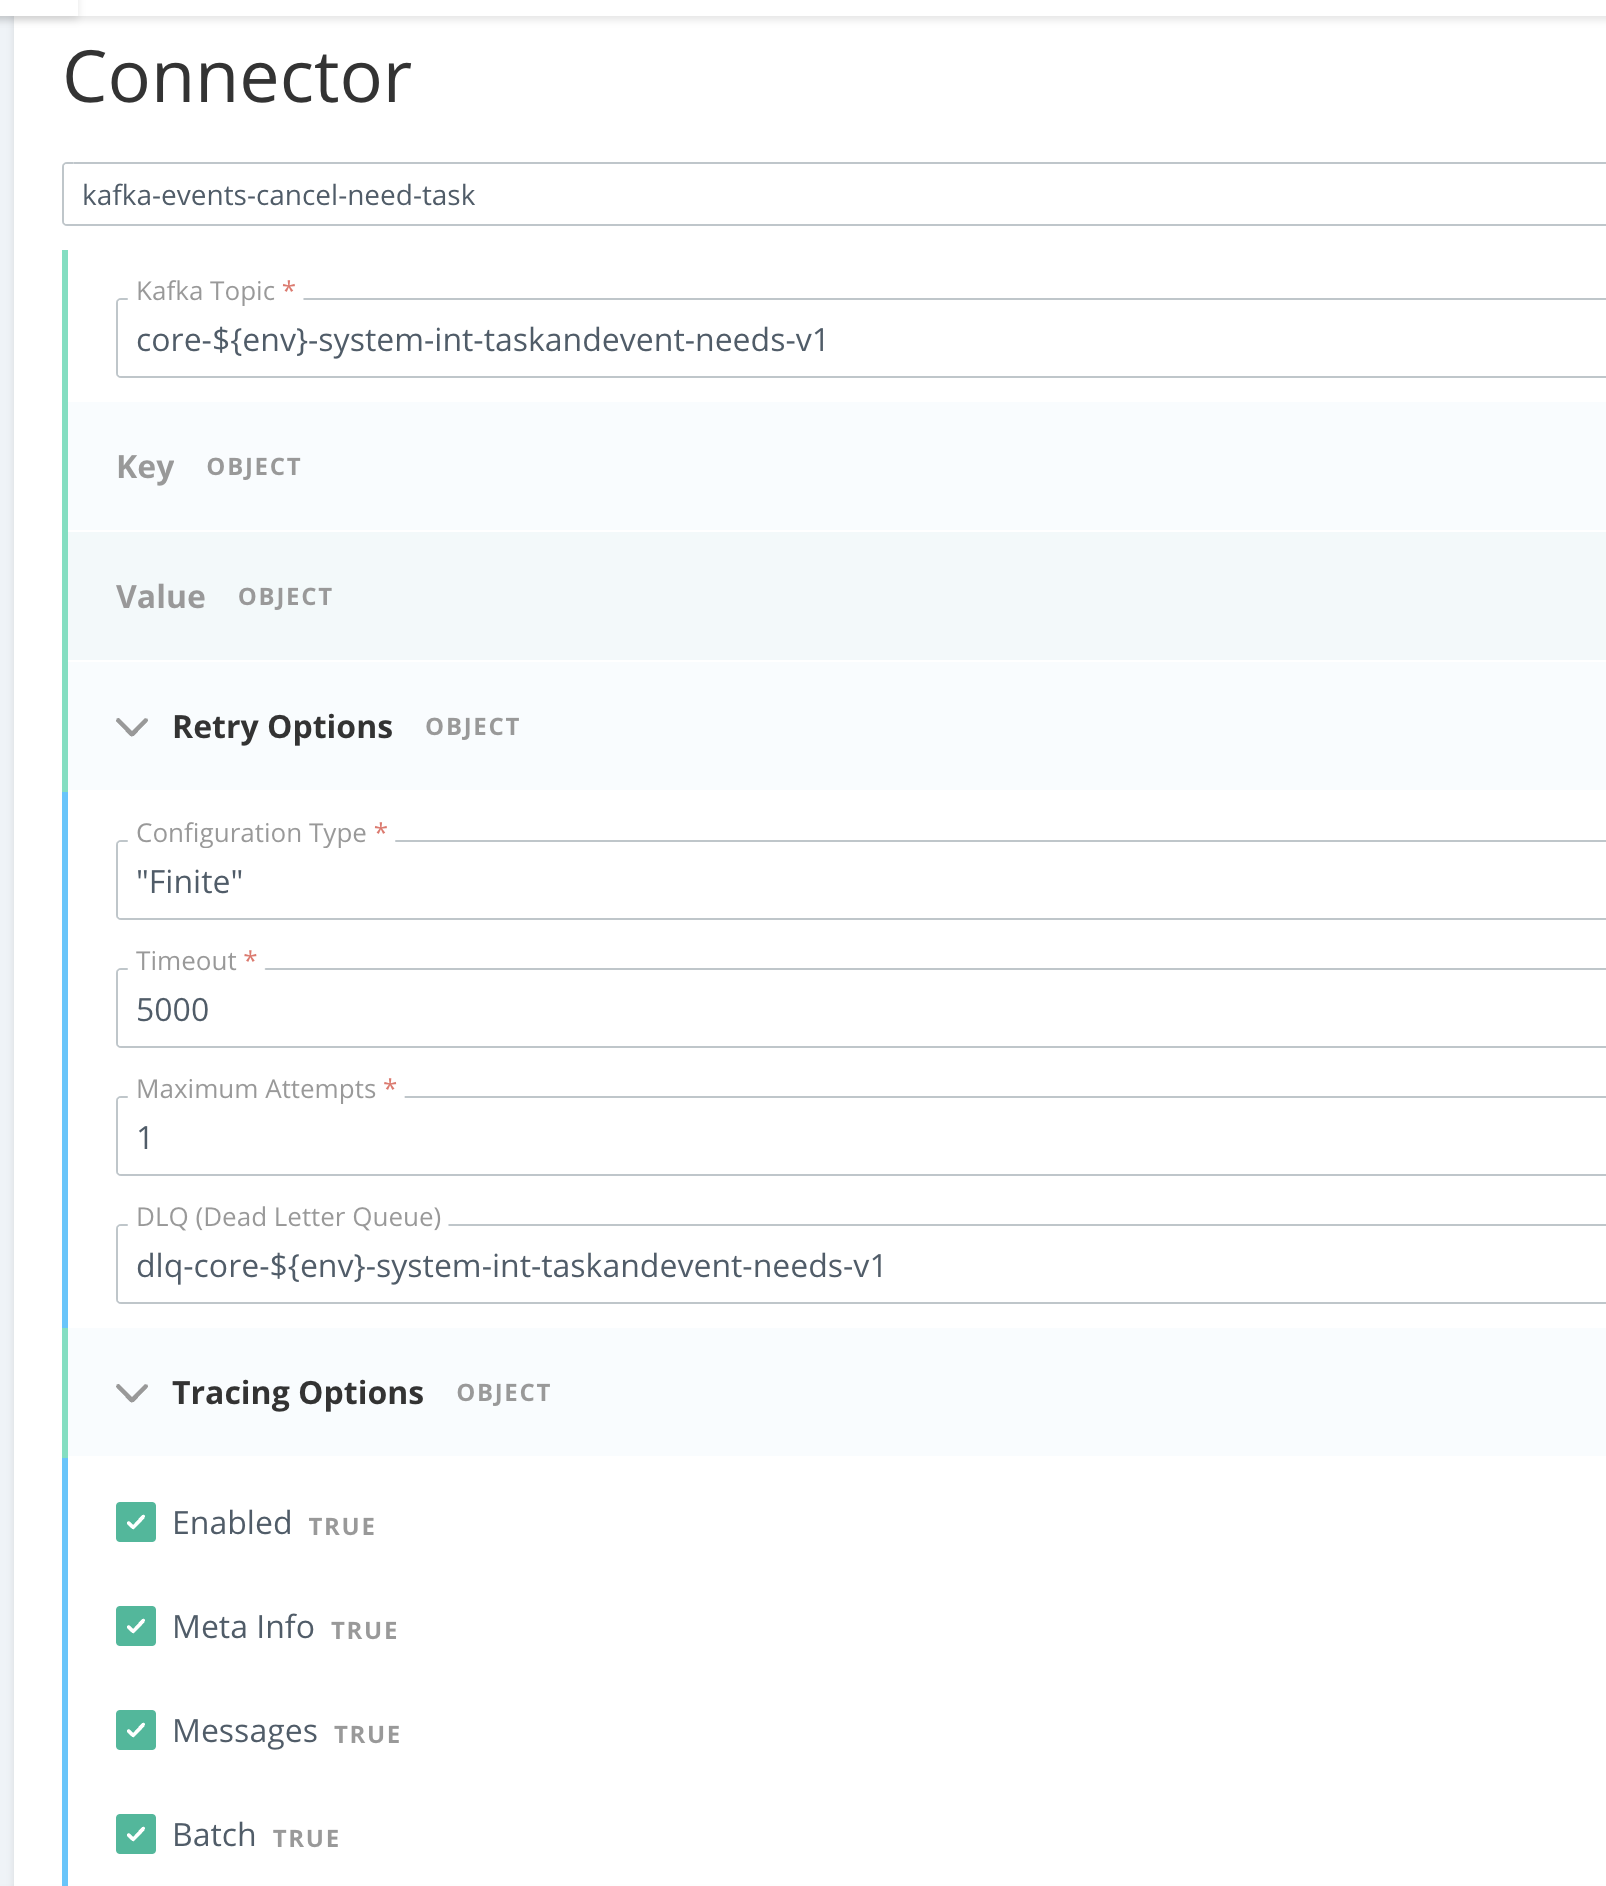 Connector
kafka-events-cancel-need-task
Kafka Topic *
core-${env}-system-int-taskandevent-needs-v1
Key OBJECT
Value OBJECT
Retry Options OBJECT
Configuration Type *
"Finite"
Timeout *
5000
Maximum Attempts *
1
DLQ (Dead Letter Queue)
dlq-core-${env}-system-int-taskandevent-needs-v1
Tracing Options OBJECT
Enabled TRUE
Meta Info TRUE
Messages TRUE
Batch TRUE